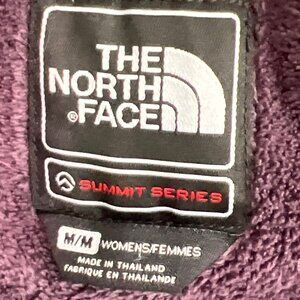 THE
NORTH
®FACE
SUMMIT SERIES
M/M WOMENS/FEMMES
MADE IN THAILAND
FABRIQUE EN THAILANDE